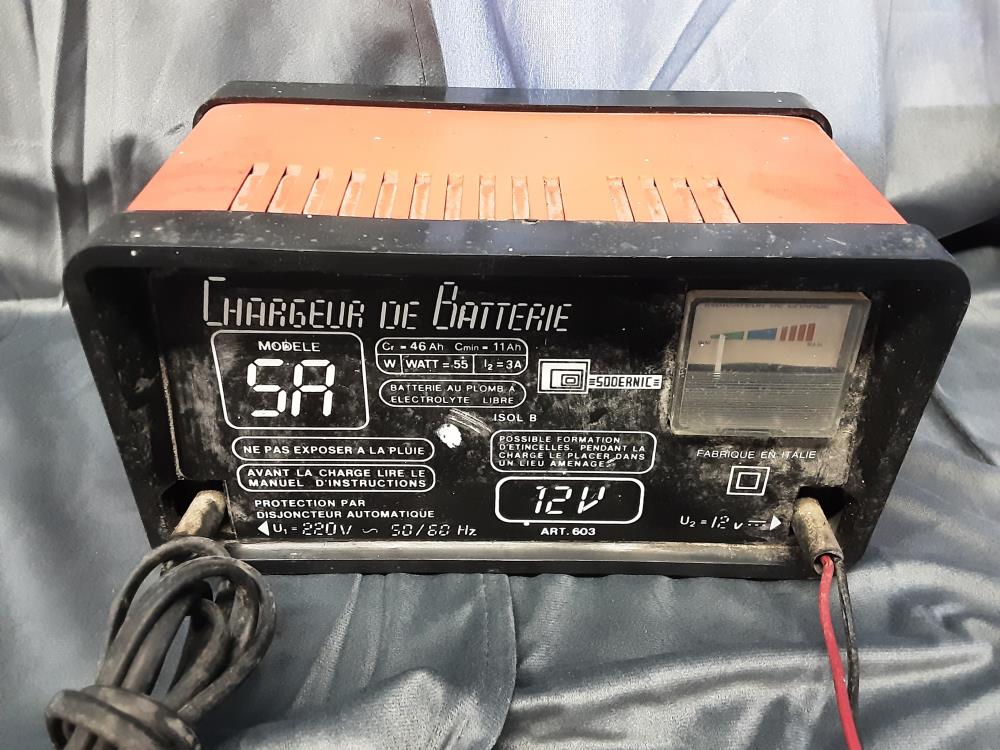 CHARGEUR DE BATTERIE
MODELE
5A
Cr = 46 Ah Cmin = 11Ah
W WATT = 55 I2 = 3A
BATTERIE AU PLOMB A
ELECTROLYTE LIBRE
SODERNIC
ISOL B
NE PAS EXPOSER A LA PLUIE
AVANT LA CHARGE LIRE LE
MANUEL D'INSTRUCTIONS
POSSIBLE FORMATION
D'ETINCELLES. PENDANT LA
CHARGE LE PLACER DANS
UN LIEU AMENAGE
PROTECTION PAR
DISJONCTEUR AUTOMATIQUE
U1 = 220V ~ 50/60 Hz
12V
ART. 603
MINI
MAXI
FABRIQUE EN ITALIE
U2 = 12 V